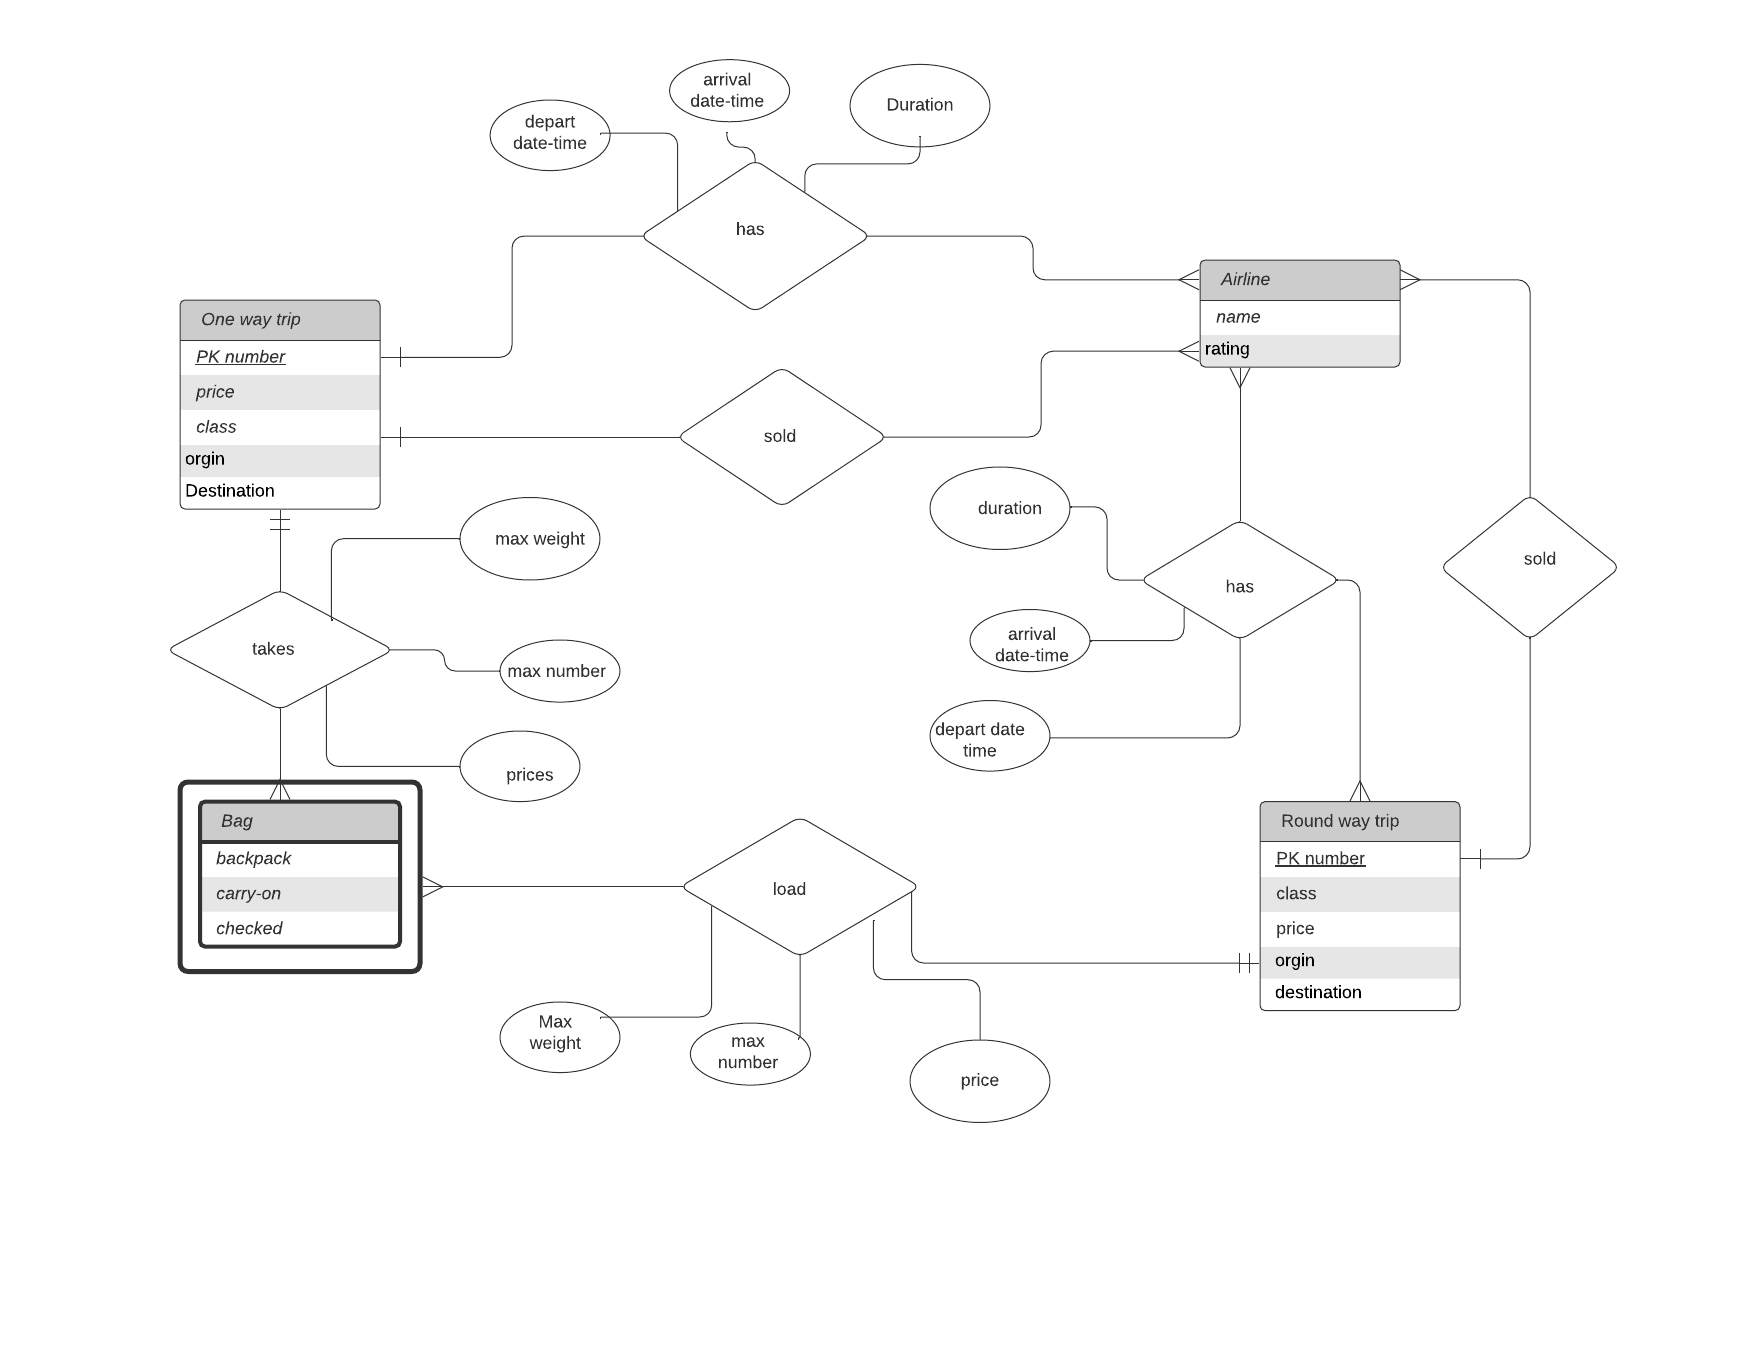 arrival
date-time
Duration
depart
date-time
has
Airline
name
rating
One way trip
PK number
price
class
orgin
Destination
sold
duration
max weight
has
sold
arrival
date-time
takes
max number
depart date
time
prices
Bag
backpack
carry-on
checked
load
Round way trip
PK number
class
price
orgin
destination
Max
weight
max
number
price